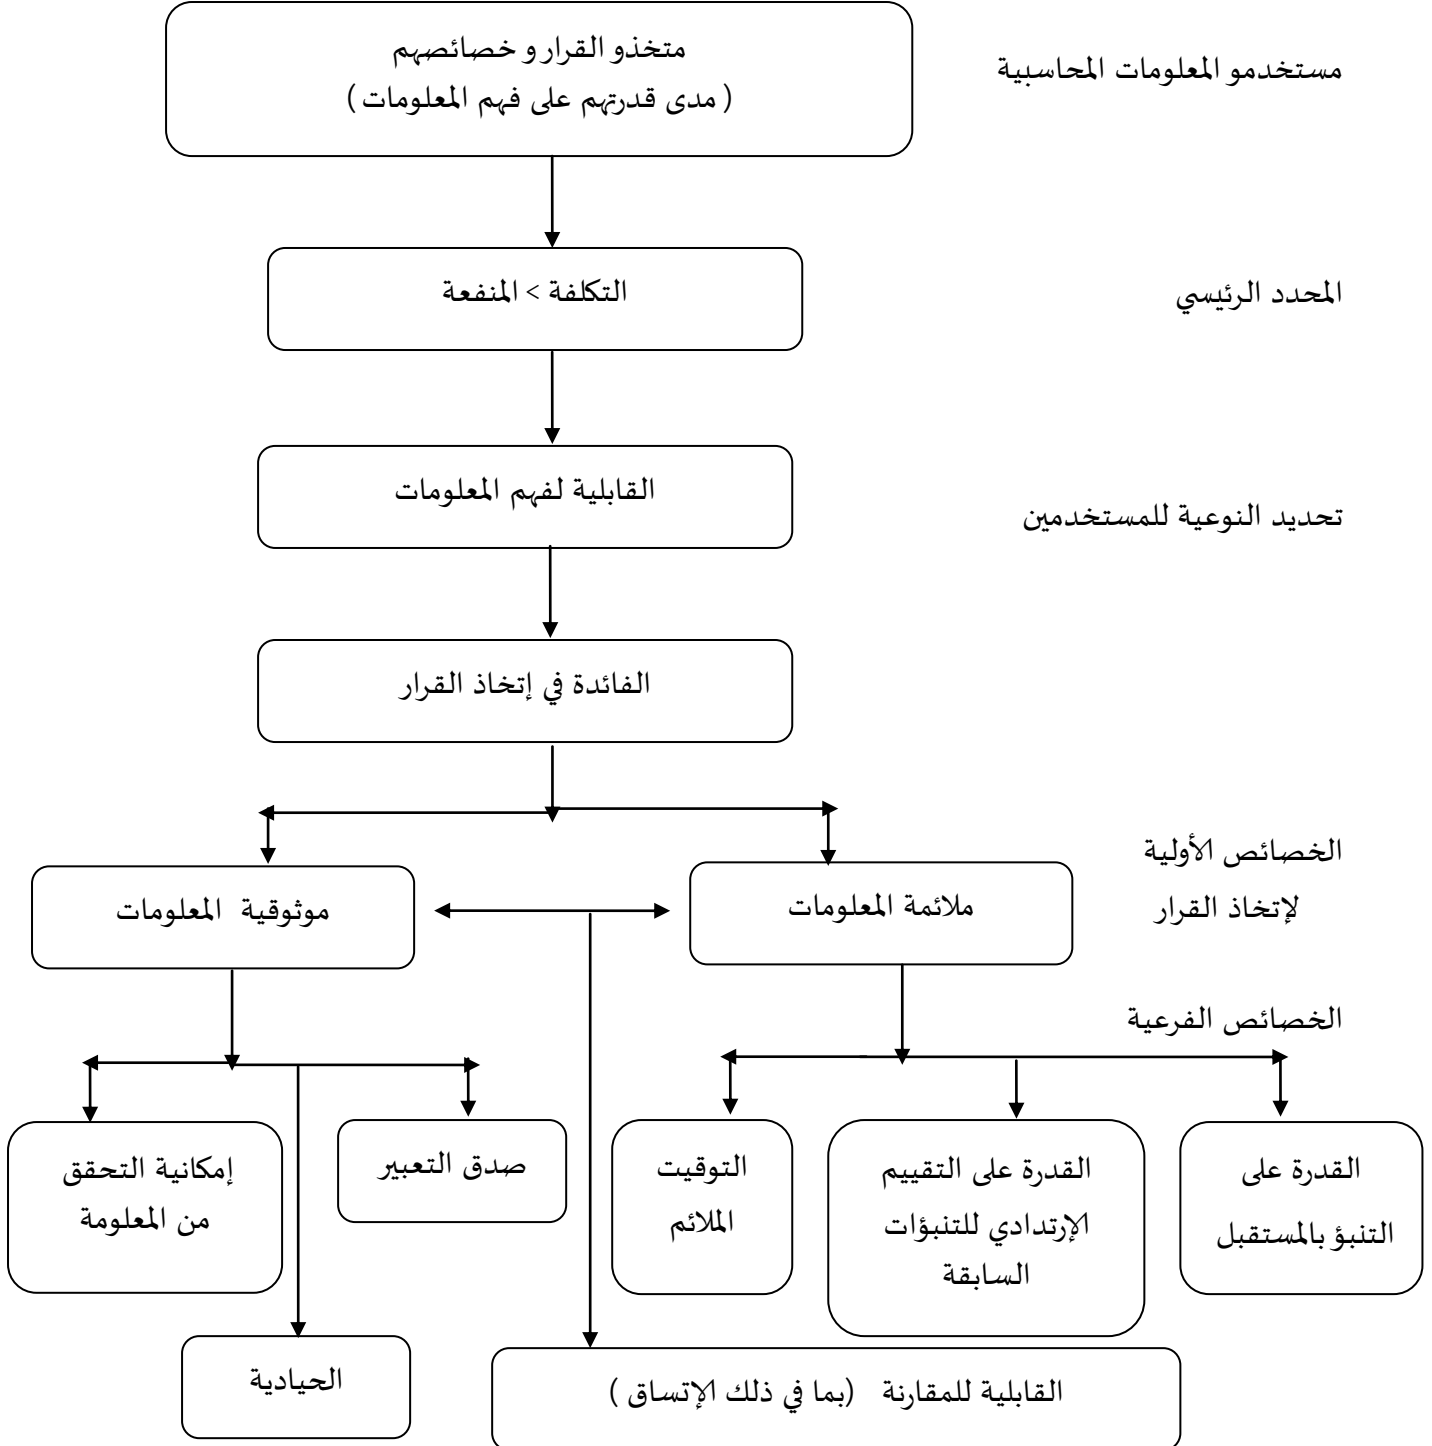 مستخدمو المعلومات المحاسبية
متخذو القرار و خصائصهم
( مدى قدرتهم على فهم المعلومات )
المحدد الرئيسي
التكلفة > المنفعة
تحديد النوعية للمستخدمين
القابلية لفهم المعلومات
الفائدة في إتخاذ القرار
الخصائص الأولية
لإتخاذ القرار
ملائمة المعلومات
موثوقية المعلومات
الخصائص الفرعية
القدرة على
التنبؤ بالمستقبل
القدرة على التقييم
الإرتدادي للتنبؤات
السابقة
التوقيت
الملائم
صدق التعبير
إمكانية التحقق
من المعلومة
القابلية للمقارنة (بما في ذلك الإتساق )
الحيادية